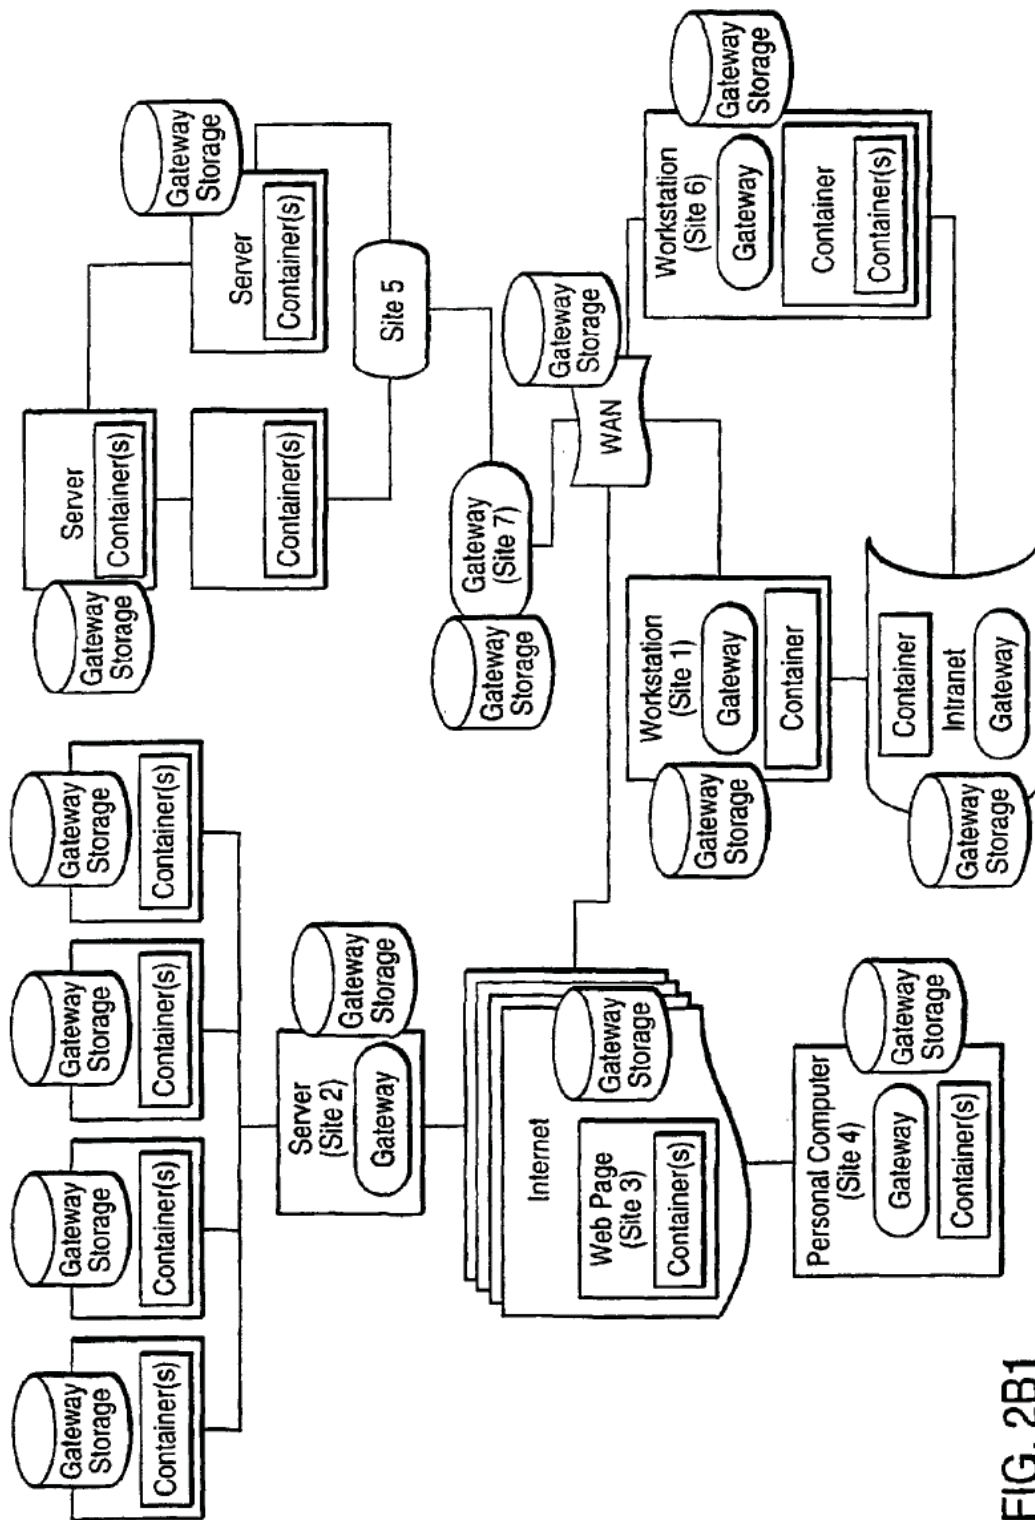 Gateway
Storage
Container(s)
Gateway
Storage
Container(s)
Gateway
Storage
Container(s)
Gateway
Storage
Container(s)
Gateway
Storage
Server
Container(s)
Gateway
Storage
Server
Container(s)
Container(s)
Site 5
Server
(Site 2)
Gateway
Gateway
Storage
Gateway
(Site 7)
Gateway
Storage
Internet
Web Page
(Site 3)
Container(s)
Gateway
Storage
WAN
Gateway
Storage
Workstation
(Site 1)
Gateway
Container
Gateway
Storage
Workstation
(Site 6)
Gateway
Container
Container(s)
Gateway
Storage
Personal Computer
(Site 4)
Gateway
Container(s)
Gateway
Storage
Container
Intranet
Gateway
Gateway
Storage
FIG. 2B1